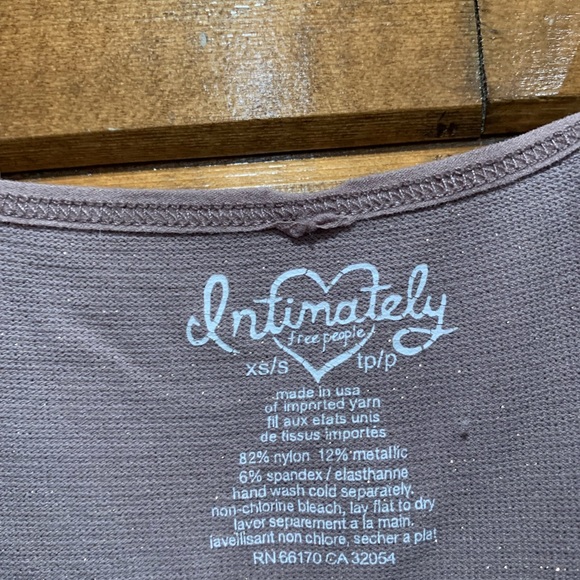 Intimately
free people
xs/s tp/p
made in usa
of imported yarn
fil aux etats unis
de tissus importés
82% nylon 12% metallic
6% spandex / elasthanne
hand wash cold separately.
non-chlorine bleach, lay flat to dry
laver separement a la main.
javellisant non chlore, secher a plat
RN 66170 CA 32054